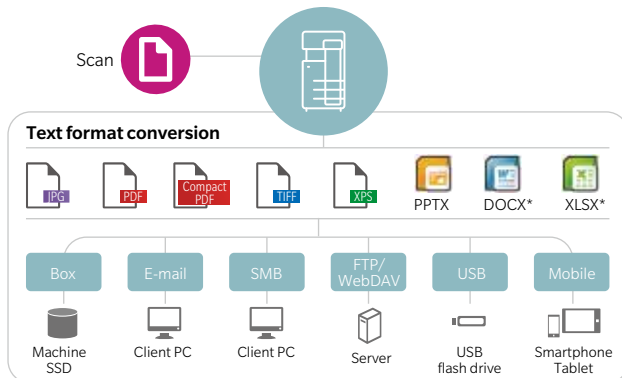 Scan
Text format conversion
JPG
PDF
Compact
PDF
TIFF
XPS
PPTX
DOCX*
XLSX*
Box
E-mail
SMB
FTP/
WebDAV
USB
Mobile
Machine
SSD
Client PC
Client PC
Server
USB
flash drive
Smartphone
Tablet